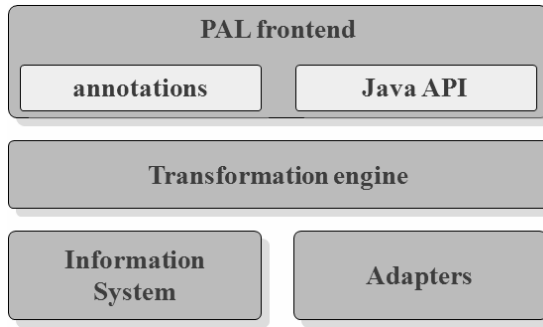 PAL frontend
annotations
Java API
Transformation engine
Information
System
Adapters